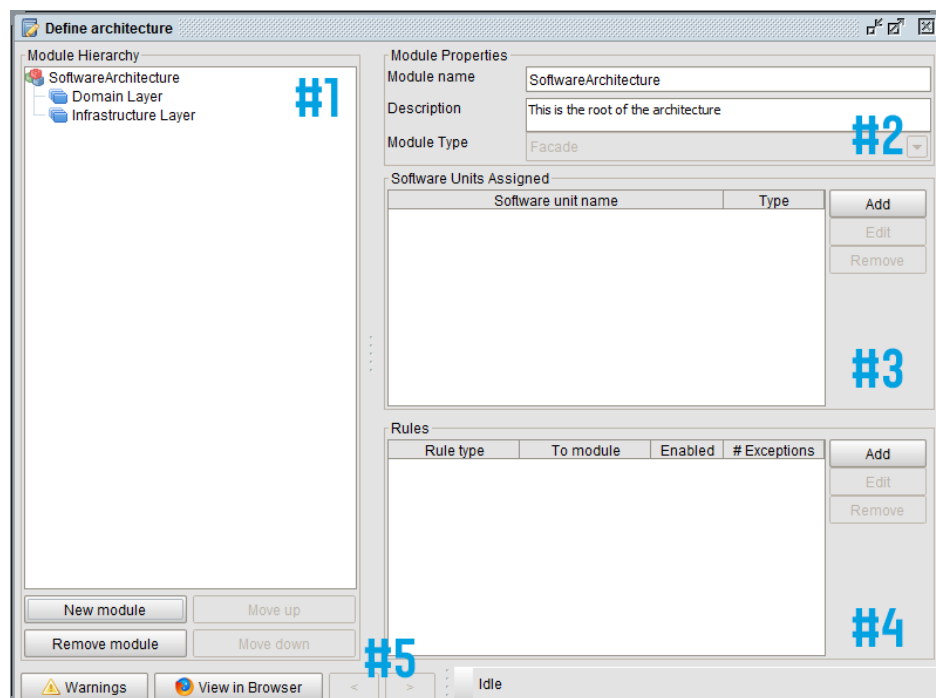 Define architecture
Module Hierarchy
SoftwareArchitecture
Domain Layer
Infrastructure Layer
#1
New module
Move up
Remove module
Move down
Module Properties
Module name
SoftwareArchitecture
Description
This is the root of the architecture
Module Type
Facade
#2
Software Units Assigned
Software unit name Type
Add
Edit
Remove
#3
Rules
Rule type To module Enabled # Exceptions
Add
Edit
Remove
#4
#5
Warnings
View in Browser
<
>
Idle